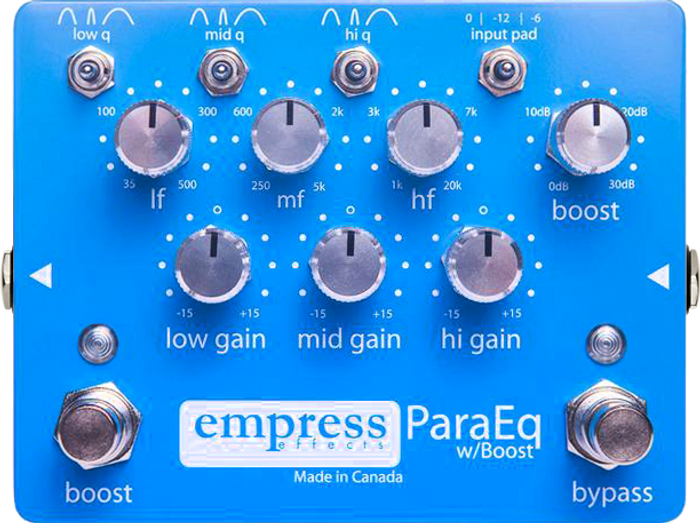 low q mid q hi q 0 | -12 | -6
input pad
100 300 600 2k 3k 7k 10dB 20dB
35 500 250 5k 1k 20k 0dB 30dB
lf mf hf boost
-15 +15 -15 +15 -15 +15
low gain mid gain hi gain
empress ParaEq
effects w/Boost
Made in Canada
boost bypass